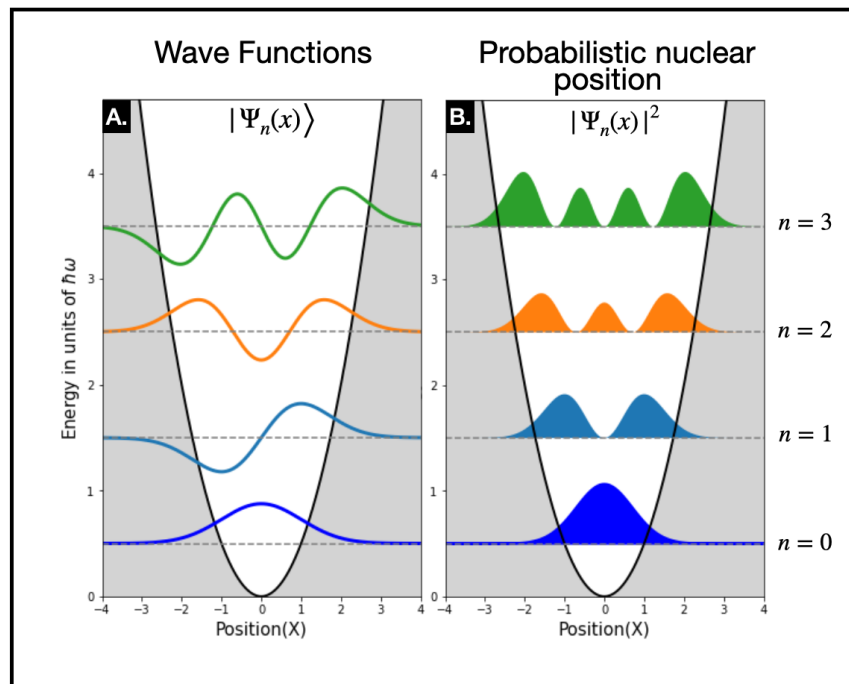 Wave Functions
Probabilistic nuclear
position
A.
|Ψₙ(x)⟩
B.
|Ψₙ(x)|²
Energy in units of ℏω
4
3
2
1
0
−4 −3 −2 −1 0 1 2 3 4
Position(X)
4
3
2
1
0
−4 −3 −2 −1 0 1 2 3 4
Position(X)
n = 3
n = 2
n = 1
n = 0